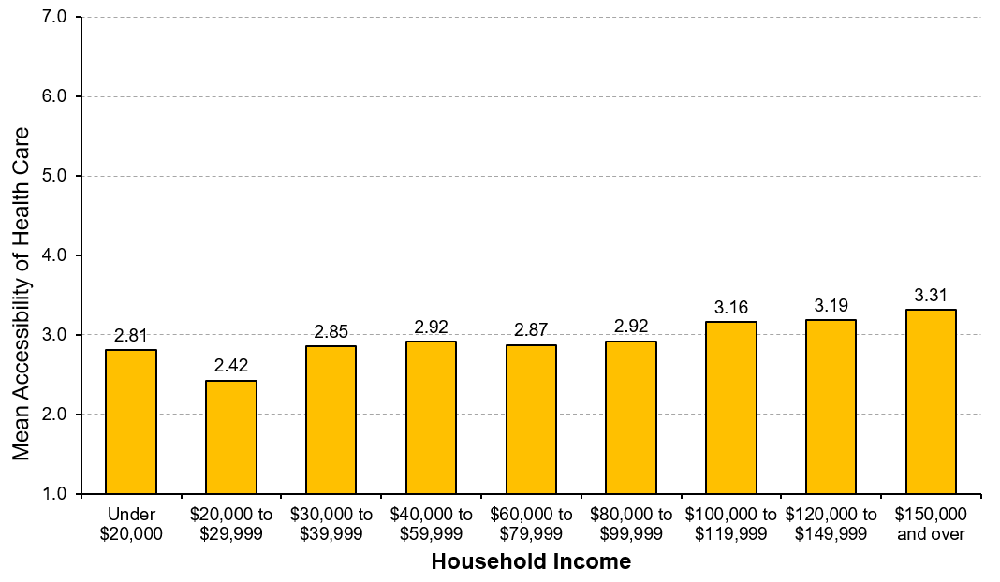 7.0
6.0
5.0
4.0
3.0
2.0
1.0
Mean Accessibility of Health Care
2.81
2.42
2.85
2.92
2.87
2.92
3.16
3.19
3.31
Under
$20,000
$20,000 to
$29,999
$30,000 to
$39,999
$40,000 to
$59,999
$60,000 to
$79,999
$80,000 to
$99,999
$100,000 to
$119,999
$120,000 to
$149,999
$150,000
and over
Household Income